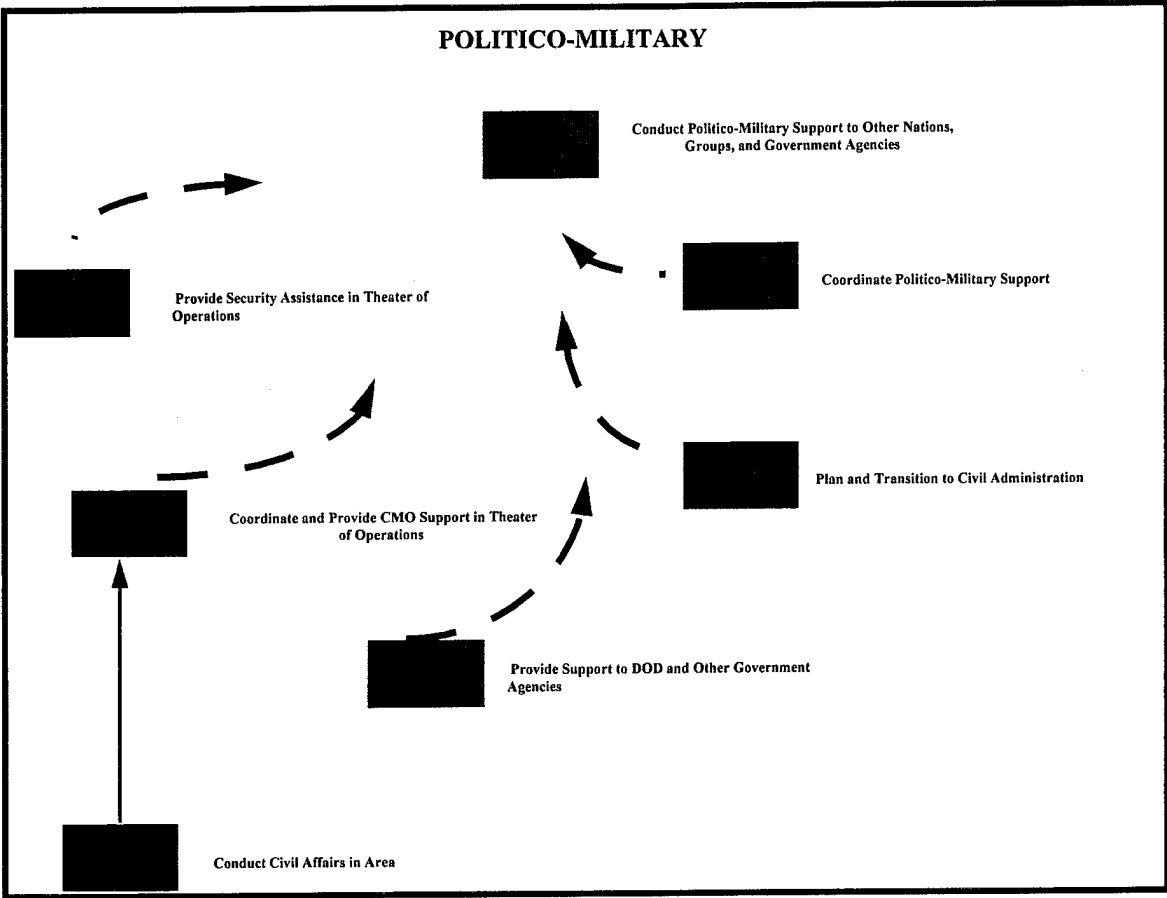 POLITICO-MILITARY
Conduct Politico-Military Support to Other Nations,
Groups, and Government Agencies
Coordinate Politico-Military Support
Provide Security Assistance in Theater of
Operations
Plan and Transition to Civil Administration
Coordinate and Provide CMO Support in Theater
of Operations
Provide Support to DOD and Other Government
Agencies
Conduct Civil Affairs in Area